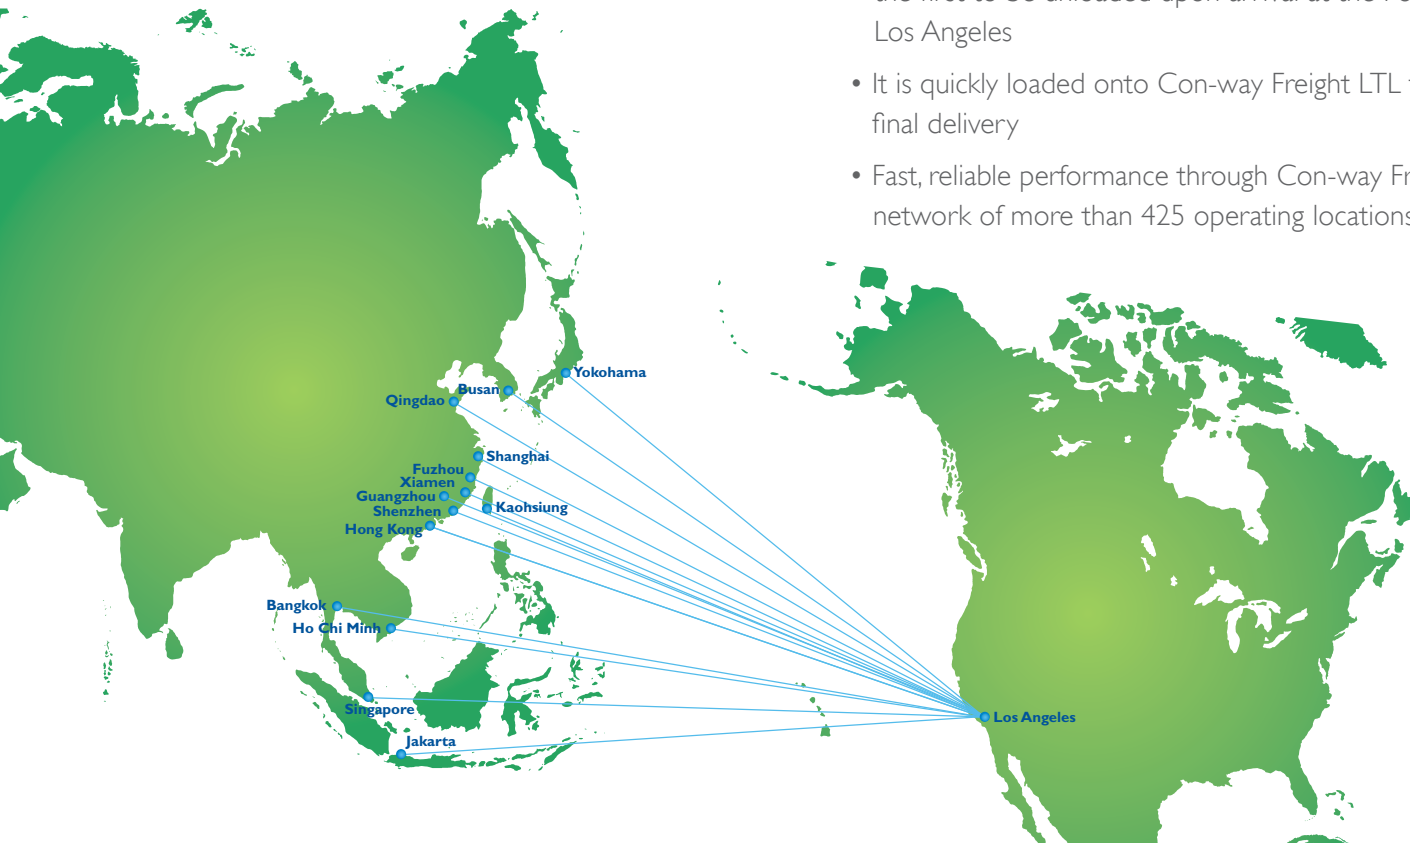 Los Angeles
• It is quickly loaded onto Con-way Freight LTL
final delivery
• Fast, reliable performance through Con-way
network of more than 425 operating locations
Yokohama
Busan
Qingdao
Shanghai
Fuzhou
Xiamen
Guangzhou
Kaohsiung
Shenzhen
Hong Kong
Bangkok
Ho Chi Minh
Singapore
Los Angeles
Jakarta